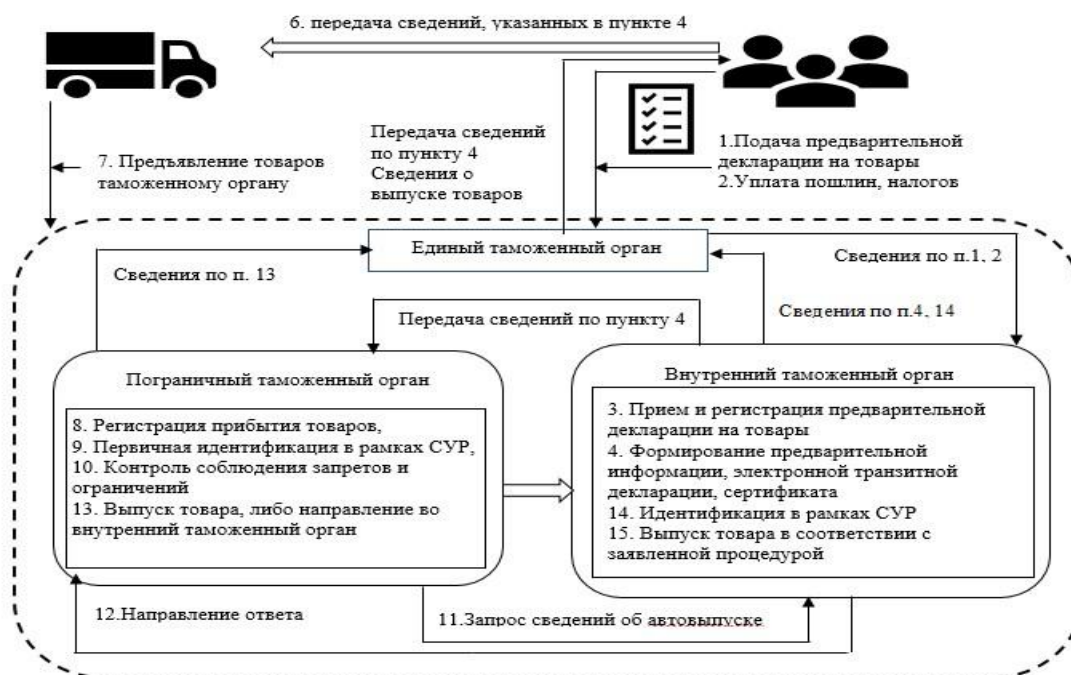 6. передача сведений, указанных в пункте 4
Передача сведений
по пункту 4
Сведения о
выпуске товаров
1.Подача предварительной
декларации на товары
2.Уплата пошлин, налогов
7. Предъявление товаров
таможенному органу
Единый таможенный орган
Сведения по п. 13
Сведения по п.1, 2
Сведения по п.4, 14
Передача сведений по пункту 4
Пограничный таможенный орган
8. Регистрация прибытия товаров,
9. Первичная идентификация в рамках СУР,
10. Контроль соблюдения запретов и
ограничений
13. Выпуск товара, либо направление во
внутренний таможенный орган
Внутренний таможенный орган
3. Прием и регистрация предварительной
декларации на товары
4. Формирование предварительной
информации, электронной транзитной
декларации, сертификата
14. Идентификация в рамках СУР
15. Выпуск товара в соответствии с
заявленной процедурой
12.Направление ответа
11.Запрос сведений об автовыпуске